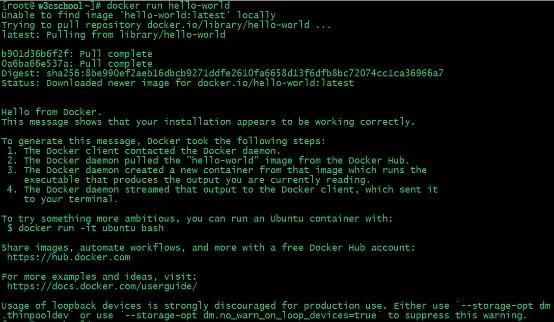 [root@ w3cschool~]# docker run hello-world
Unable to find image 'hello-world:latest' locally
Trying to pull repository docker.io/library/hello-world ...
latest: Pulling from library/hello-world
b901d36b6f2f: Pull complete
0a6ba66e537a: Pull complete
Digest: sha256:8be990ef2aeb16dbcb9271ddfe2610fa6658d13f6dfb8bc72074cc1ca36966a7
Status: Downloaded newer image for docker.io/hello-world:latest
Hello from Docker.
This message shows that your installation appears to be working correctly.
To generate this message, Docker took the following steps:
1. The Docker client contacted the Docker daemon.
2. The Docker daemon pulled the "hello-world" image from the Docker Hub.
3. The Docker daemon created a new container from that image which runs the
executable that produces the output you are currently reading.
4. The Docker daemon streamed that output to the Docker client, which sent it
to your terminal.
To try something more ambitious, you can run an Ubuntu container with:
$ docker run -it ubuntu bash
Share images, automate workflows, and more with a free Docker Hub account:
https://hub.docker.com
For more examples and ideas, visit:
https://docs.docker.com/userguide/
Usage of loopback devices is strongly discouraged for production use. Either use `--storage-opt dm
.thinpooldev` or use `--storage-opt dm.no_warn_on_loop_devices=true` to suppress this warning.